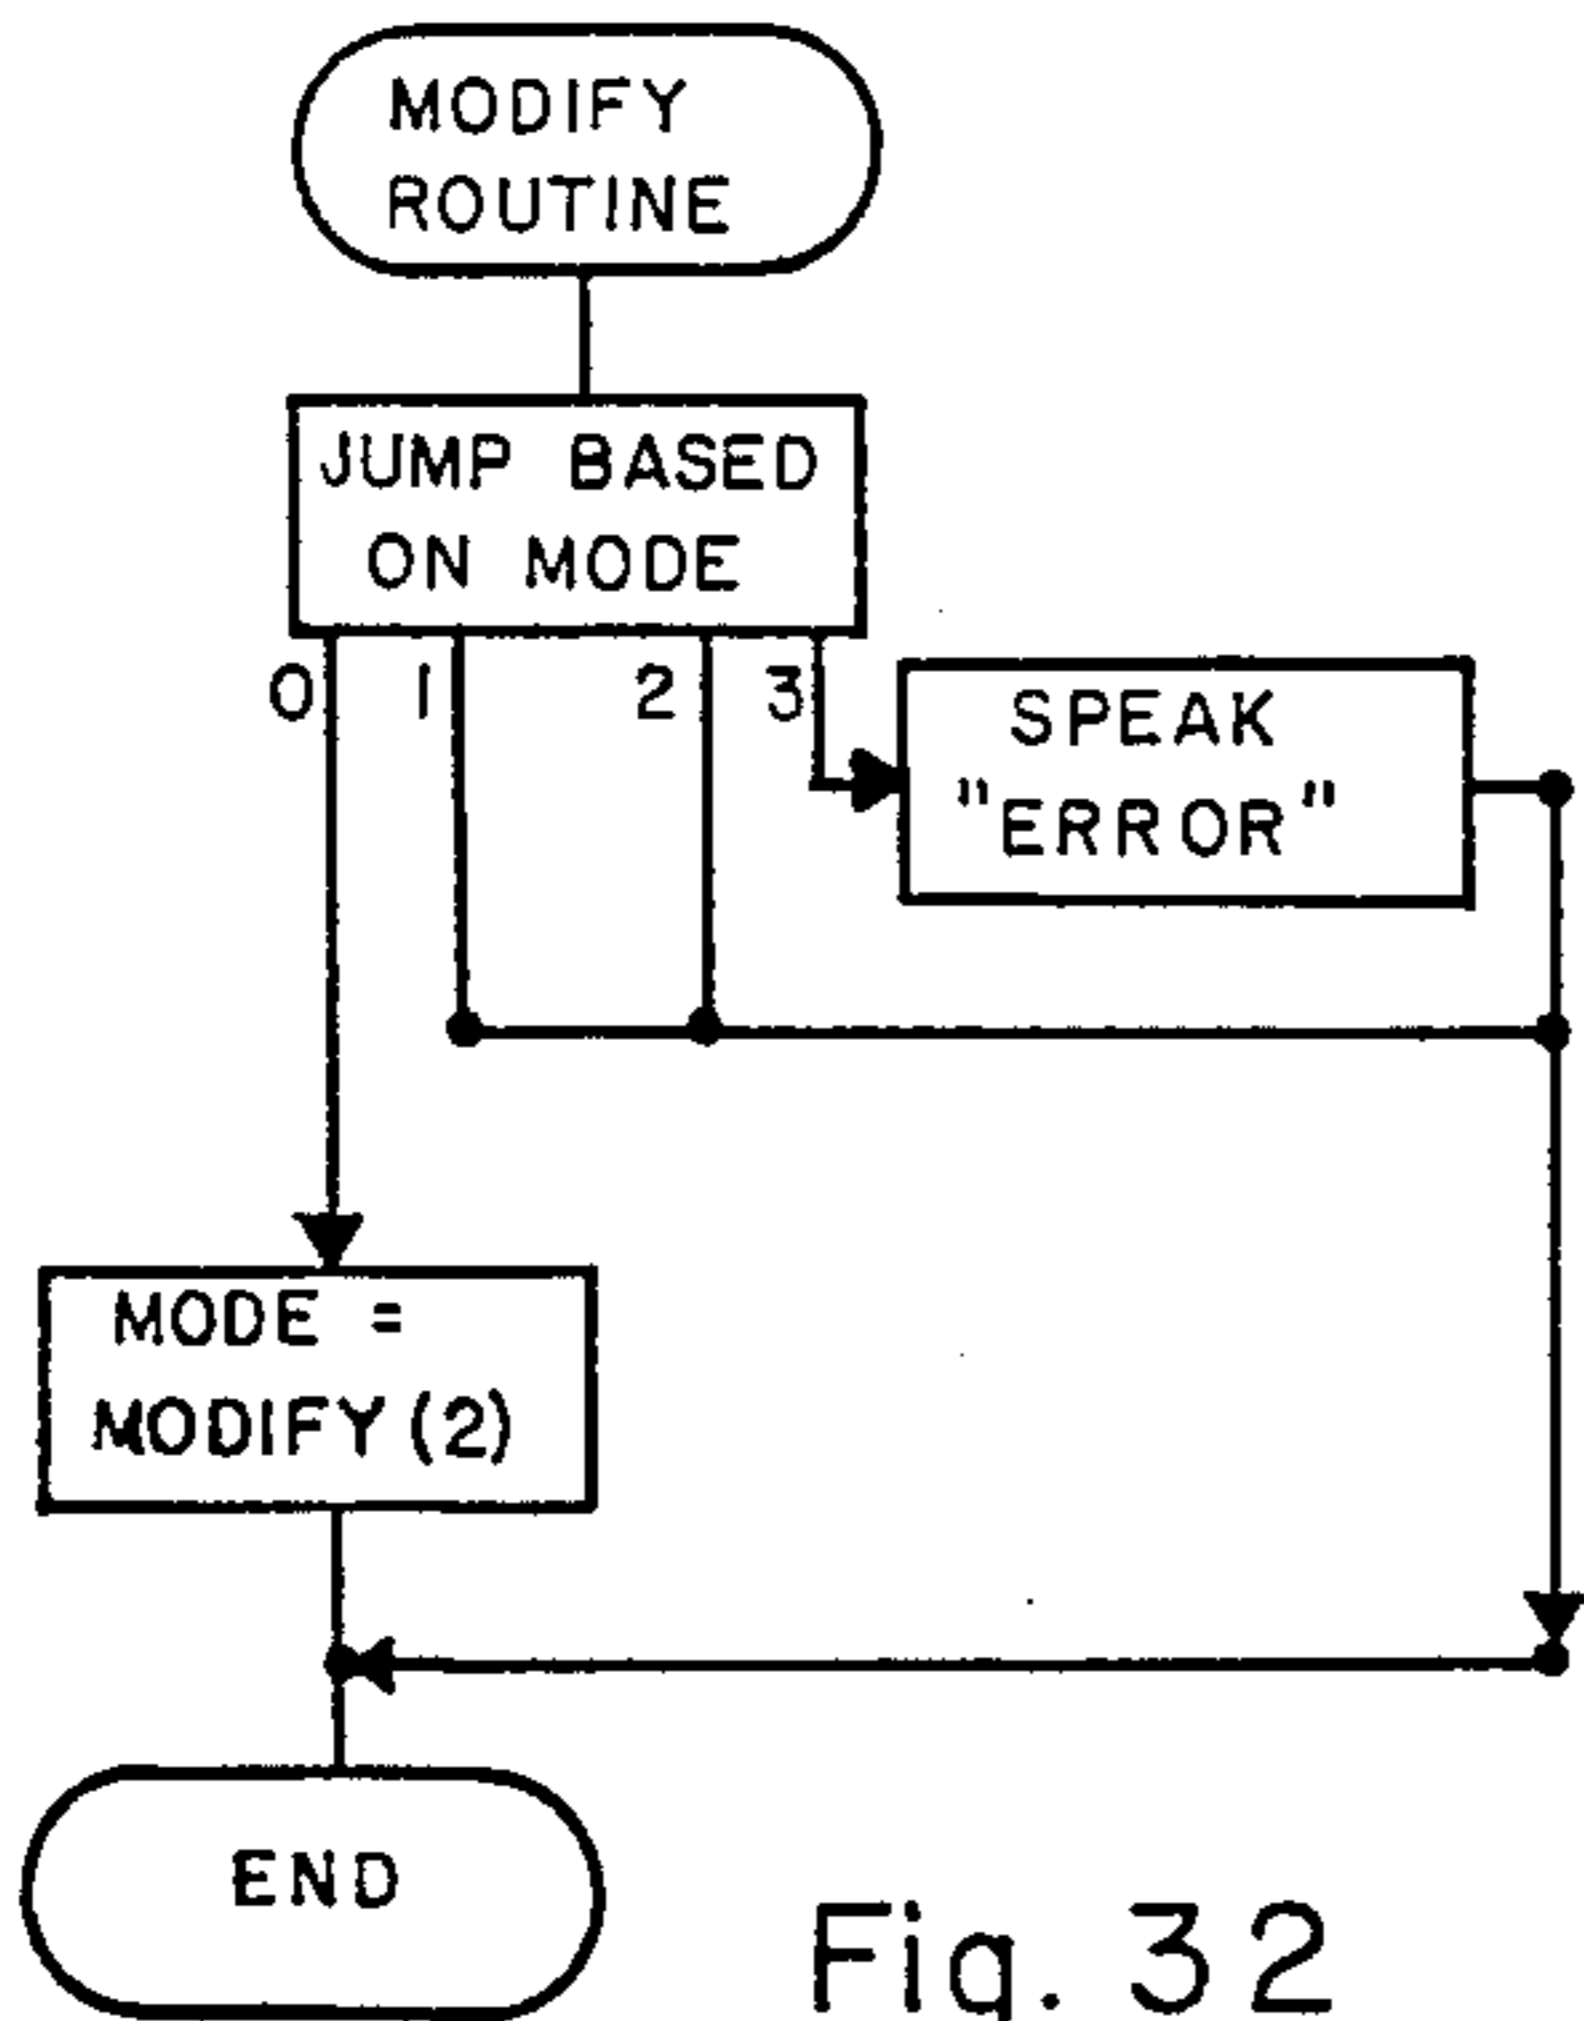 MODIFY
ROUTINE
JUMP BASED
ON MODE
0 1 2 3
SPEAK
"ERROR"
MODE =
MODIFY(2)
END
Fig. 32